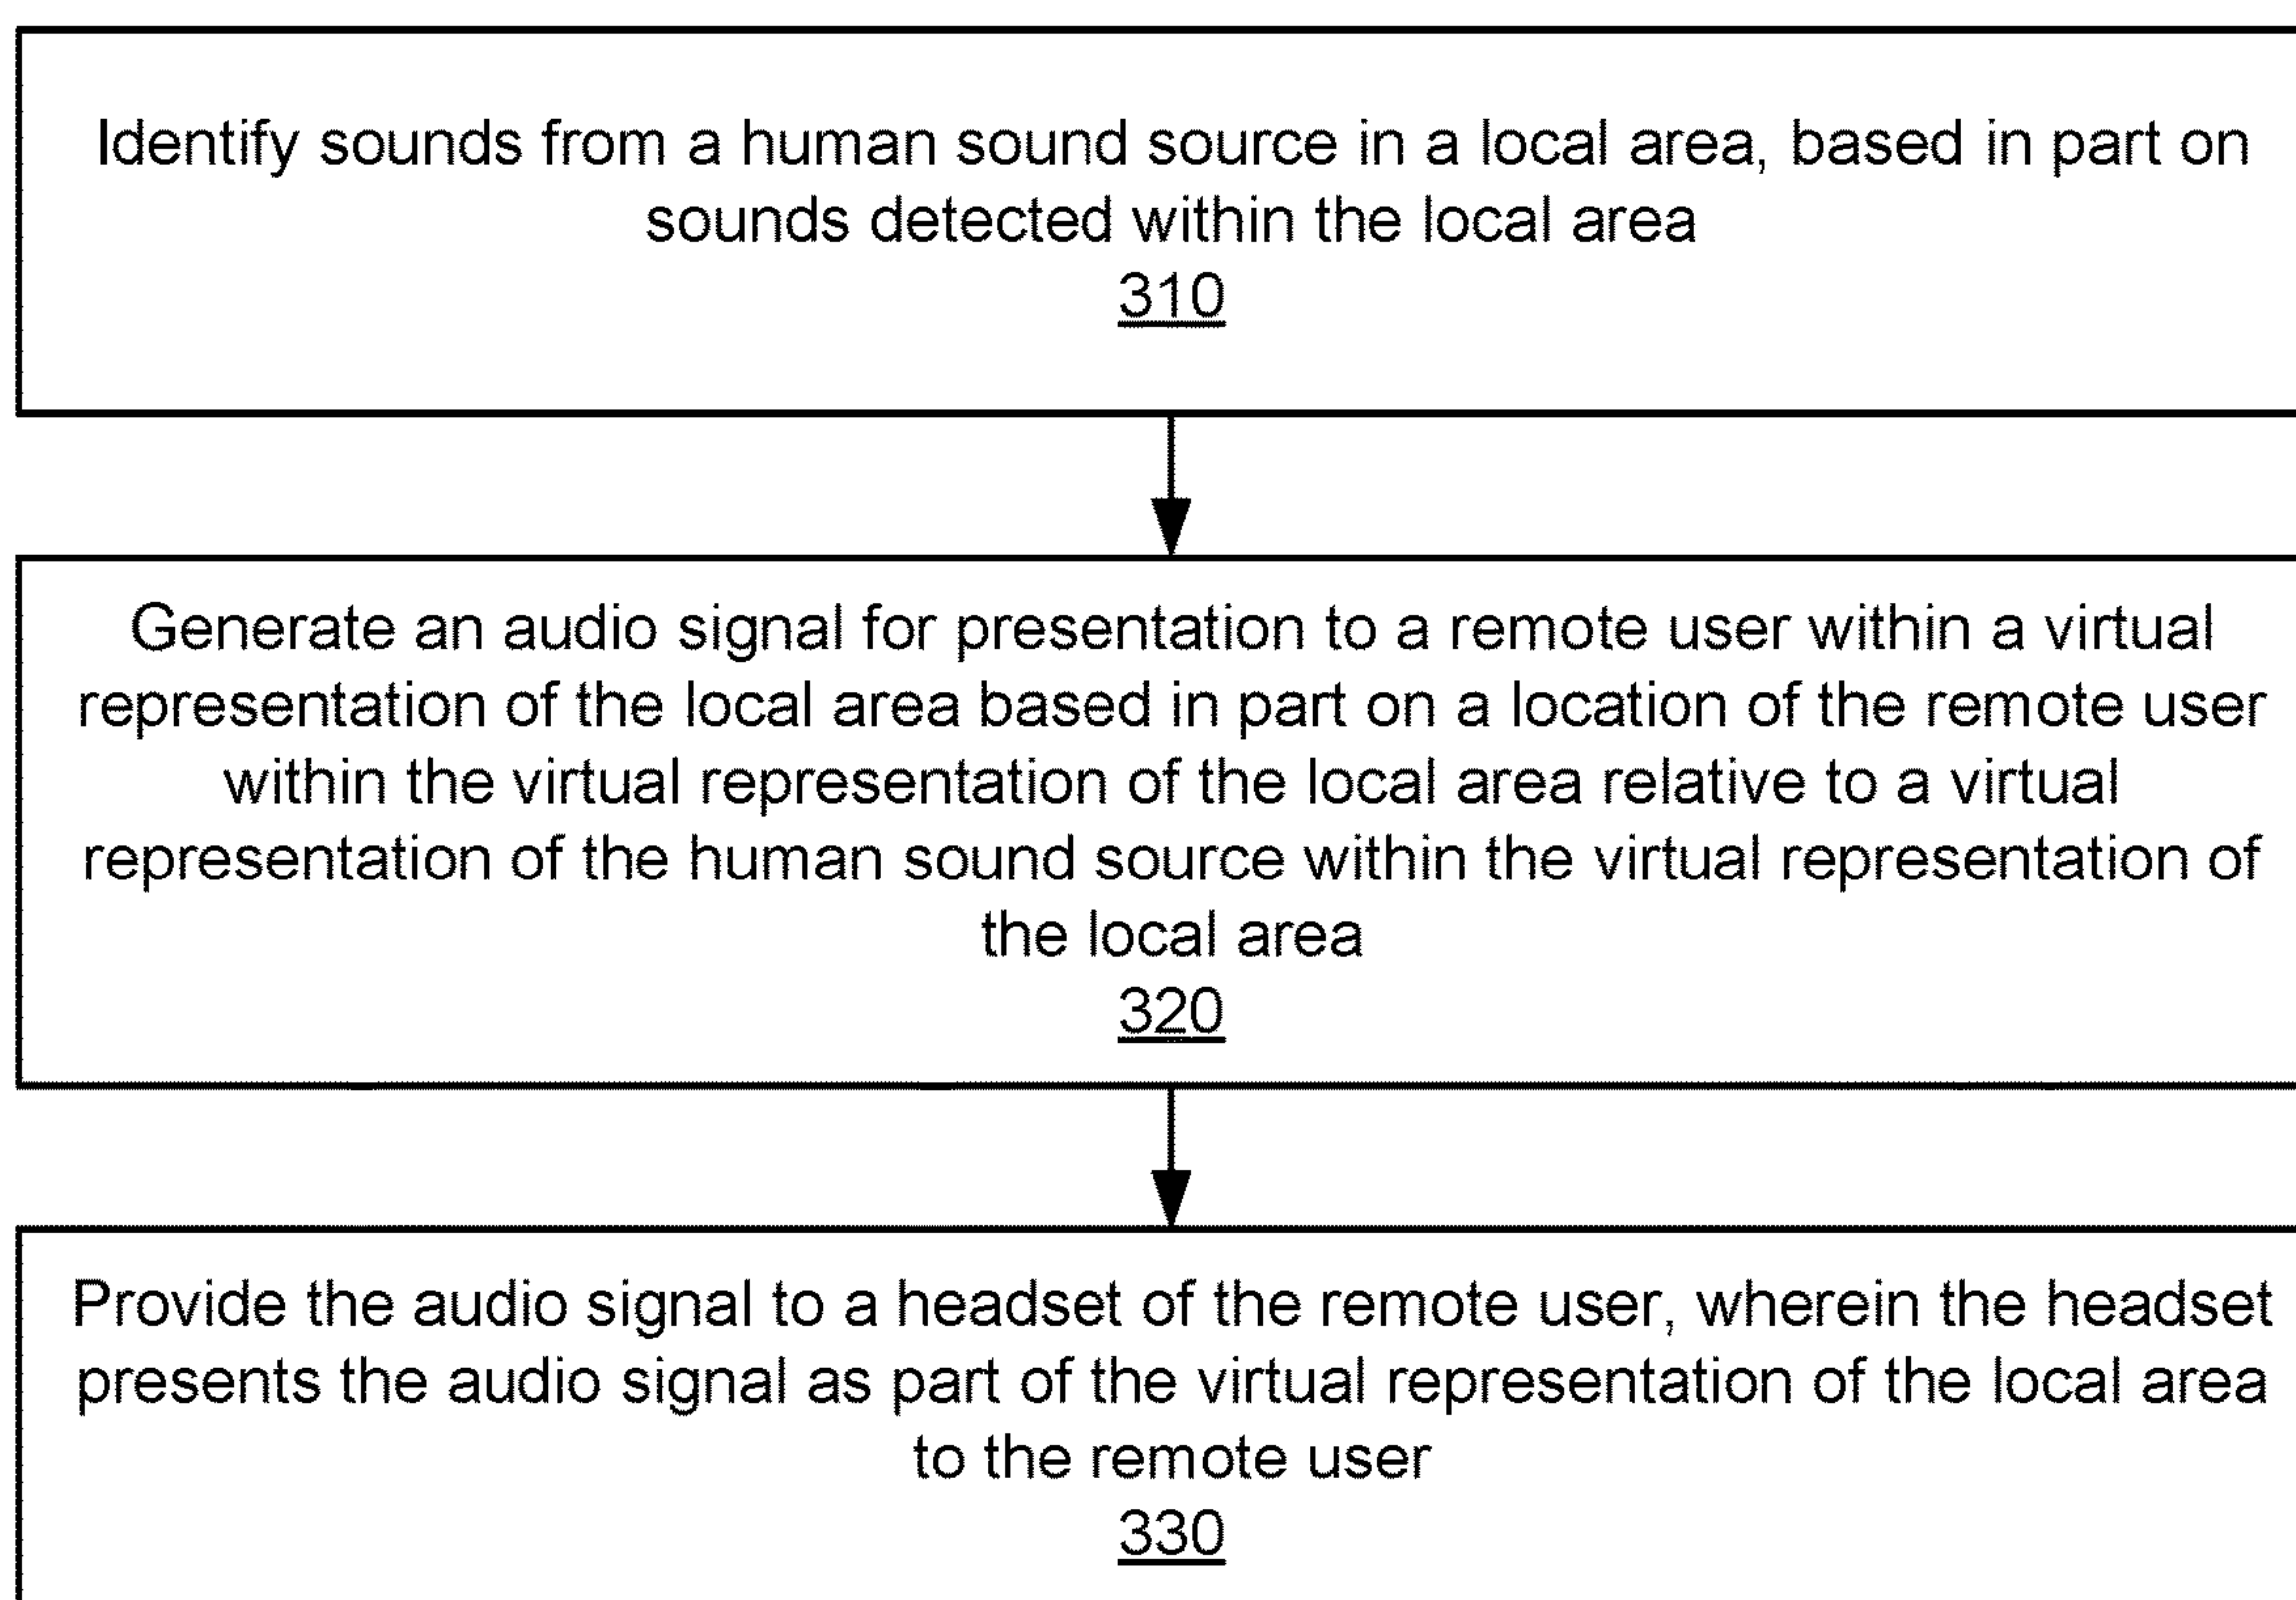 Identify sounds from a human sound source in a local area, based in part on
sounds detected within the local area
310
Generate an audio signal for presentation to a remote user within a virtual
representation of the local area based in part on a location of the remote user
within the virtual representation of the local area relative to a virtual
representation of the human sound source within the virtual representation of
the local area
320
Provide the audio signal to a headset of the remote user, wherein the headset
presents the audio signal as part of the virtual representation of the local area
to the remote user
330